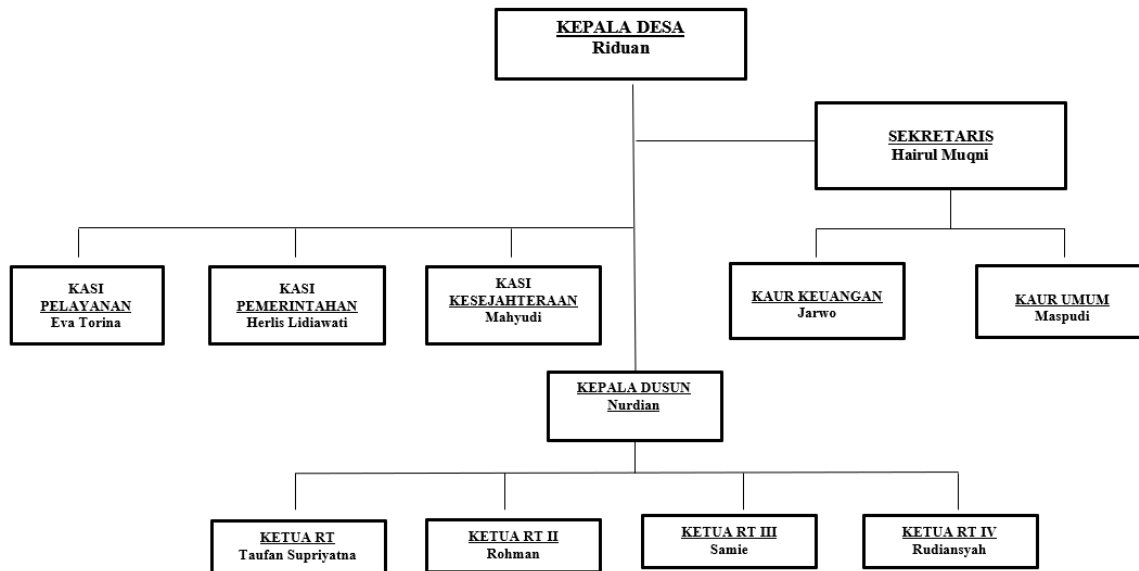 KEPALA DESA
Riduan
SEKRETARIS
Hairul Muqni
KASI
PELAYANAN
Eva Torina
KASI
PEMERINTAHAN
Herlis Lidiawati
KASI
KESEJAHTERAAN
Mahyudi
KAUR KEUANGAN
Jarwo
KAUR UMUM
Maspudi
KEPALA DUSUN
Nurdian
KETUA RT
Taufan Supriyatna
KETUA RT II
Rohman
KETUA RT III
Samie
KETUA RT IV
Rudiansyah